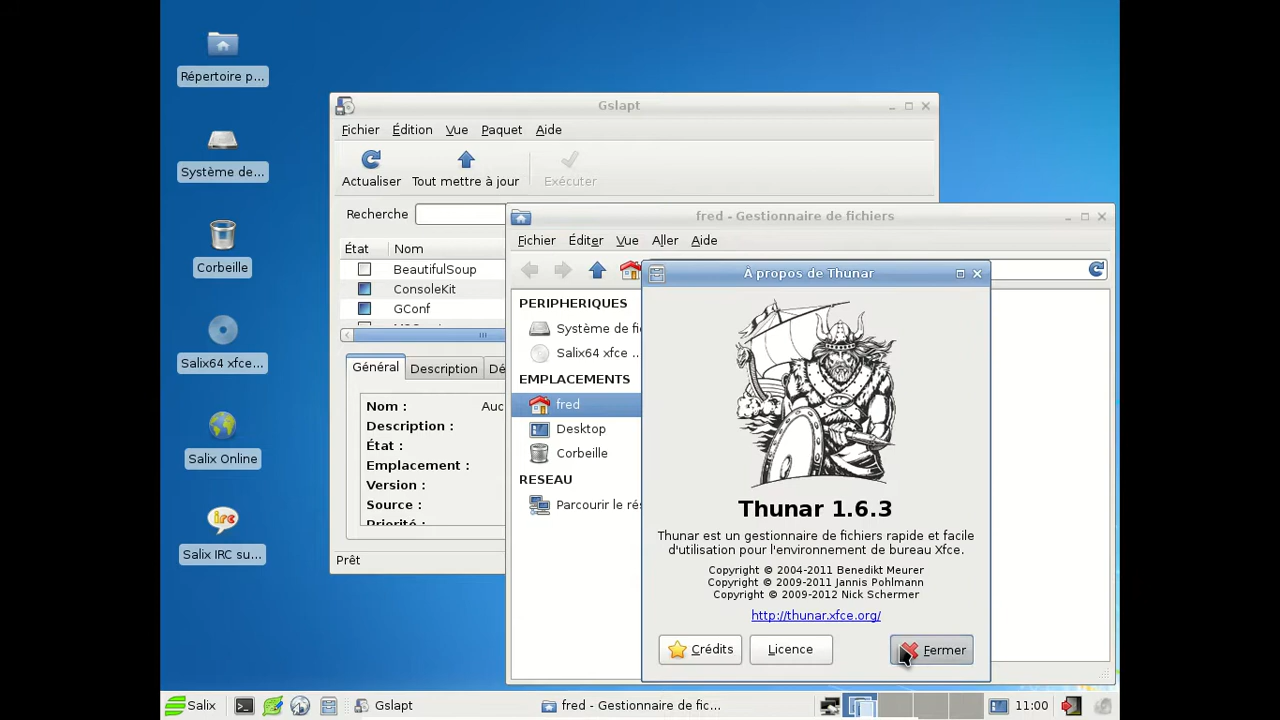 Répertoire p...
Système de...
Corbeille
Salix64 xfce...
Salix Online
irc
Salix IRC su...
Gslapt
Fichier Édition Vue Paquet Aide
Actualiser Tout mettre à jour Exécuter
Recherche
État Nom
BeautifulSoup
ConsoleKit
GConf
Général Description Dé
Nom : Auc
Description :
État :
Emplacement :
Version :
Source :
Priorité :
Prêt
fred - Gestionnaire de fichiers
Fichier Éditer Vue Aller Aide
PERIPHERIQUES
Système de fi
Salix64 xfce ..
EMPLACEMENTS
fred
Desktop
Corbeille
RESEAU
Parcourir le ré
À propos de Thunar
Thunar 1.6.3
Thunar est un gestionnaire de fichiers rapide et facile
d'utilisation pour l'environnement de bureau Xfce.
Copyright © 2004-2011 Benedikt Meurer
Copyright © 2009-2011 Jannis Pohlmann
Copyright © 2009-2012 Nick Schermer
http://thunar.xfce.org/
Crédits Licence Fermer
Salix Gslapt fred - Gestionnaire de fic... 11:00